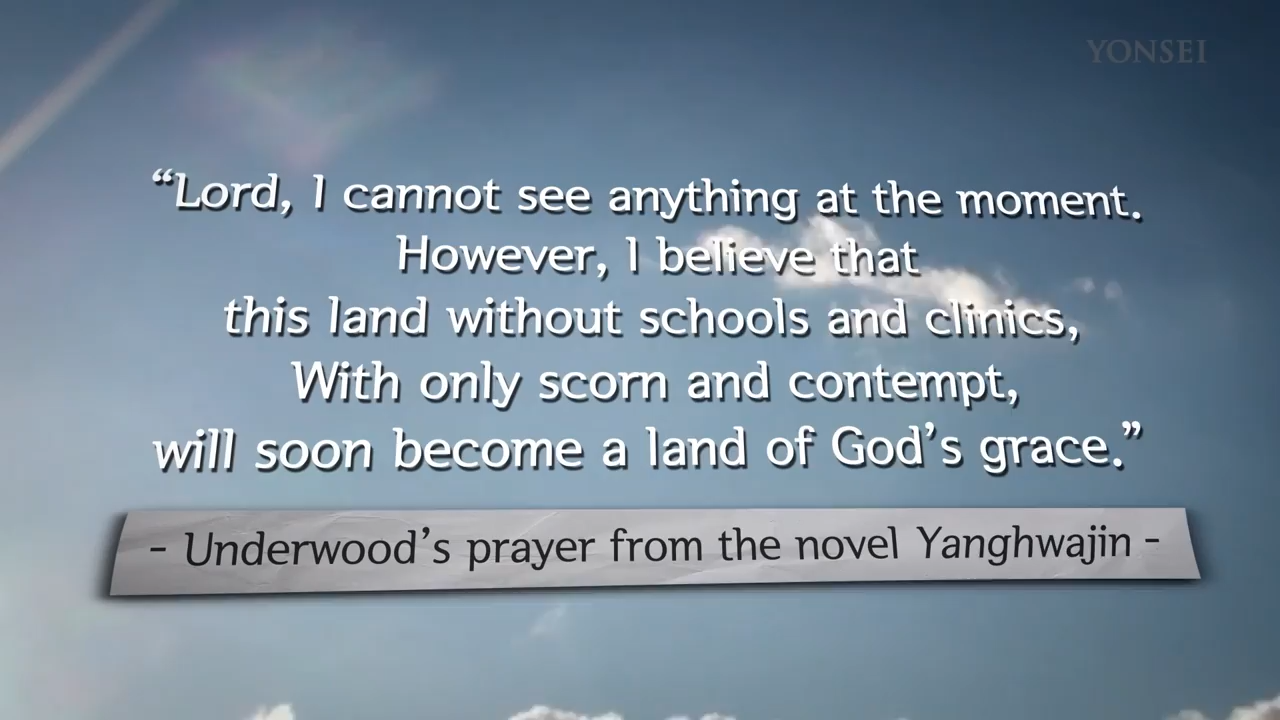 YONSEI
“Lord, I cannot see anything at the moment.
However, I believe that
this land without schools and clinics,
With only scorn and contempt,
will soon become a land of God’s grace.”
- Underwood’s prayer from the novel Yanghwajin -